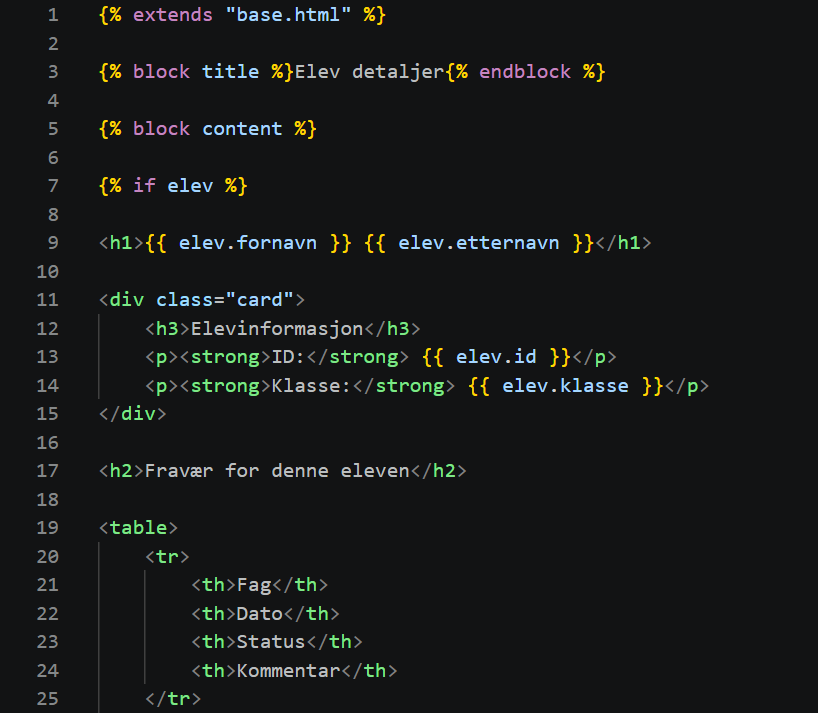 1 {% extends "base.html" %}
2
3 {% block title %}Elev detaljer{% endblock %}
4
5 {% block content %}
6
7 {% if elev %}
8
9 <h1>{{ elev.fornavn }} {{ elev.etternavn }}</h1>
10
11 <div class="card">
12     <h3>Elevinformasjon</h3>
13     <p><strong>ID:</strong> {{ elev.id }}</p>
14     <p><strong>Klasse:</strong> {{ elev.klasse }}</p>
15 </div>
16
17 <h2>Fravær for denne eleven</h2>
18
19 <table>
20     <tr>
21         <th>Fag</th>
22         <th>Dato</th>
23         <th>Status</th>
24         <th>Kommentar</th>
25     </tr>